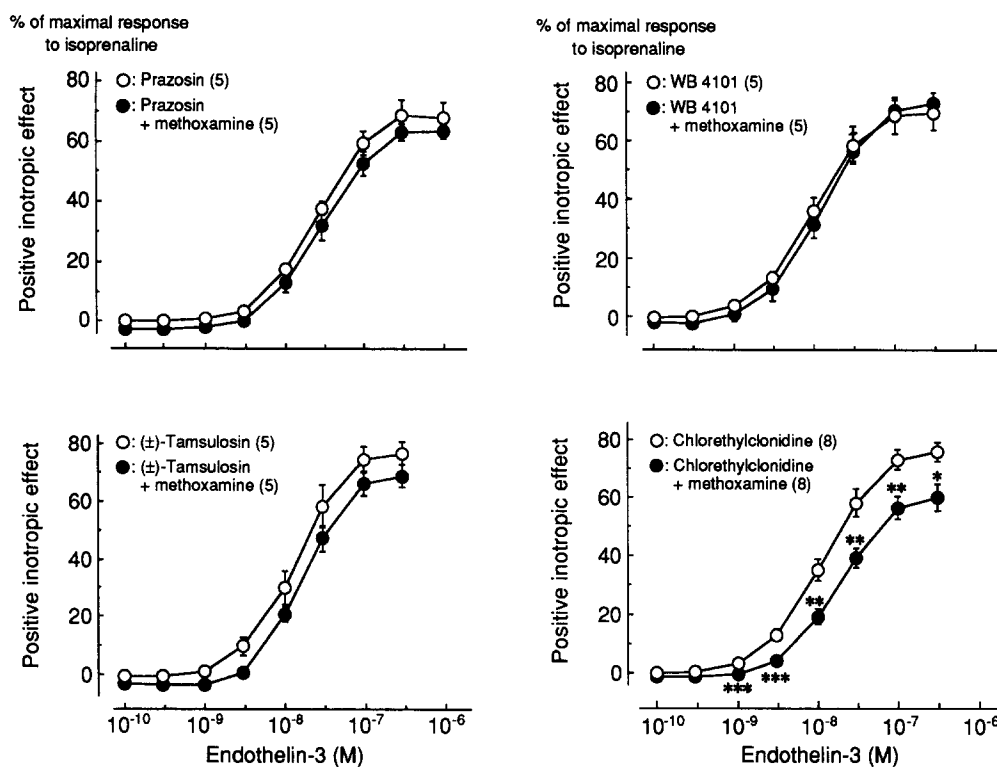 % of maximal response
to isoprenaline
Positive inotropic effect
80
60
40
20
0
○: Prazosin (5)
●: Prazosin
+ methoxamine (5)
% of maximal response
to isoprenaline
Positive inotropic effect
80
60
40
20
0
○: WB 4101 (5)
●: WB 4101
+ methoxamine (5)
Positive inotropic effect
80
60
40
20
0
○: (±)-Tamsulosin (5)
●: (±)-Tamsulosin
+ methoxamine (5)
10⁻¹⁰ 10⁻⁹ 10⁻⁸ 10⁻⁷ 10⁻⁶
Endothelin-3 (M)
Positive inotropic effect
80
60
40
20
0
○: Chlorethylclonidine (8)
●: Chlorethylclonidine
+ methoxamine (8)
** *
**
**
*** ***
10⁻¹⁰ 10⁻⁹ 10⁻⁸ 10⁻⁷ 10⁻⁶
Endothelin-3 (M)